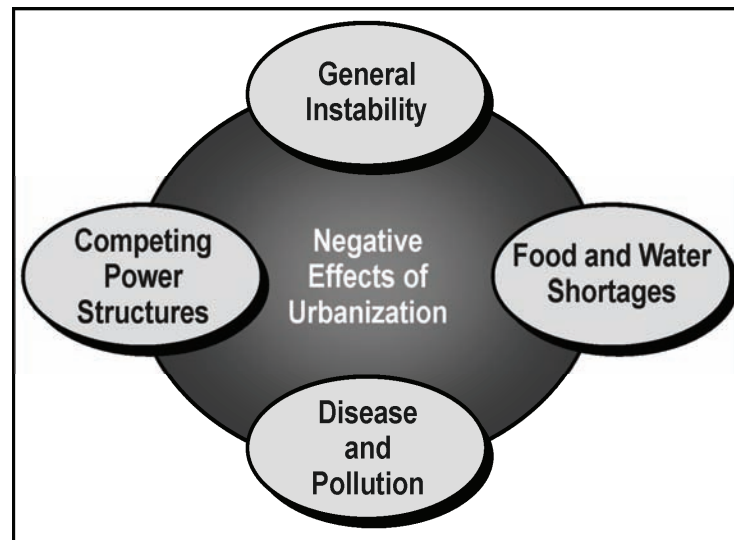 General
Instability
Competing
Power
Structures
Negative
Effects of
Urbanization
Food and Water
Shortages
Disease
and
Pollution